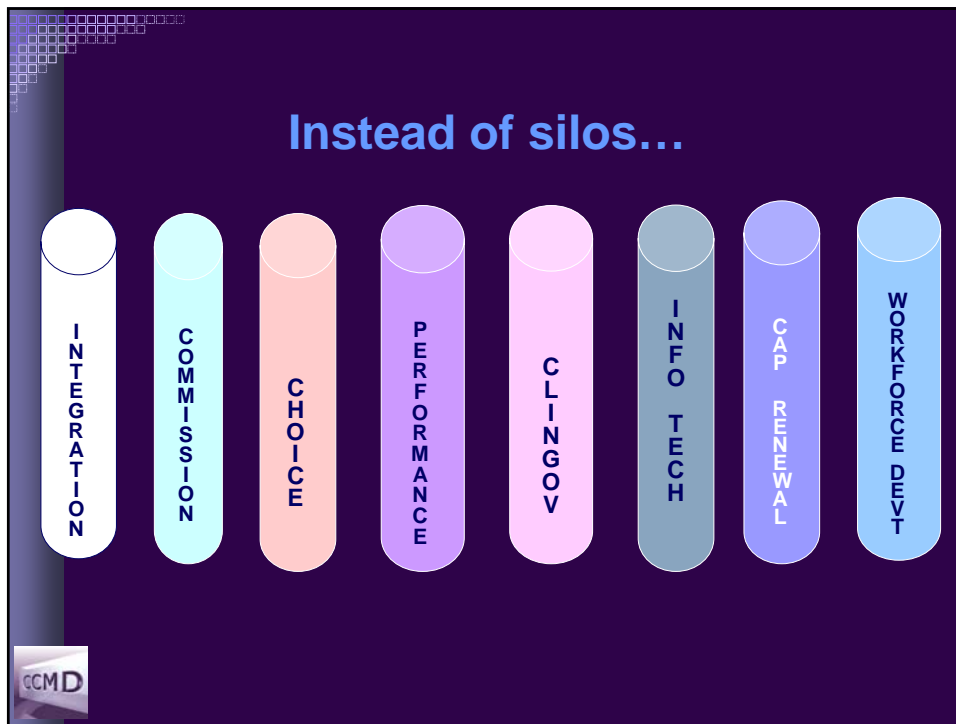 Instead of silos…
INTEGRATION
COMMISSION
CHOICE
PERFORMANCE
CLINGOV
INFO TECH
CAP RENEWAL
WORKFORCE DEVT
CCMD